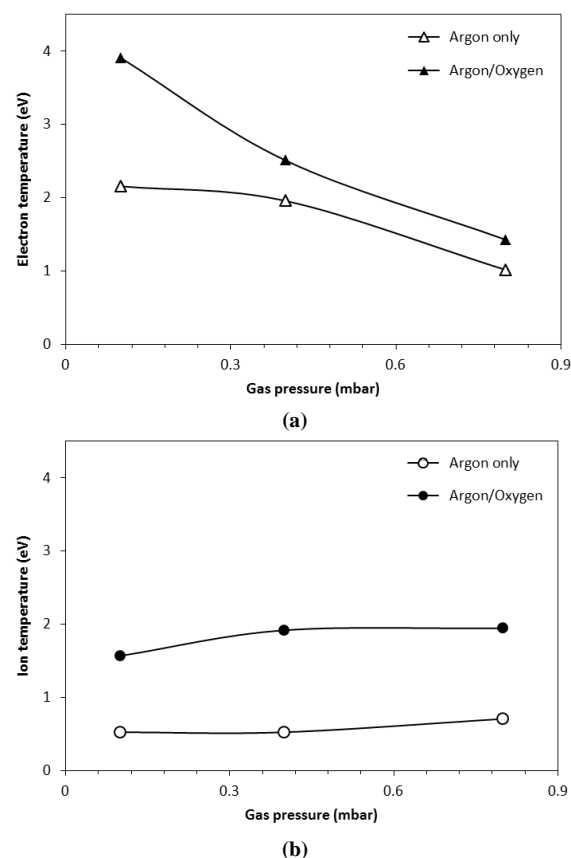 Argon only
Argon/Oxygen
4
3
2
1
0
Electron temperature (eV)
0 0.3 0.6 0.9
Gas pressure (mbar)
(a)
Argon only
Argon/Oxygen
4
3
2
1
0
Ion temperature (eV)
0 0.3 0.6 0.9
Gas pressure (mbar)
(b)